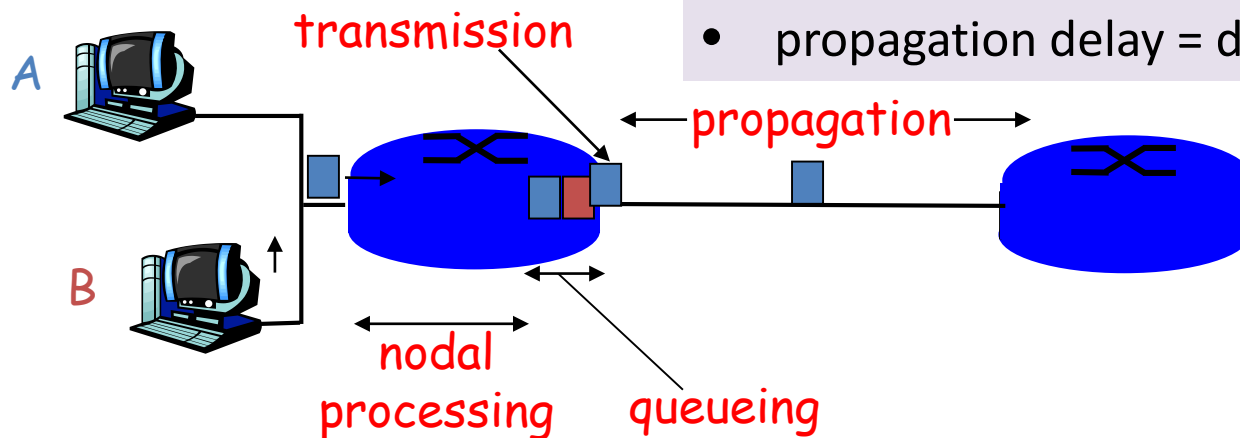 transmission
• propagation delay = d
A
propagation
B
nodal
processing
queueing